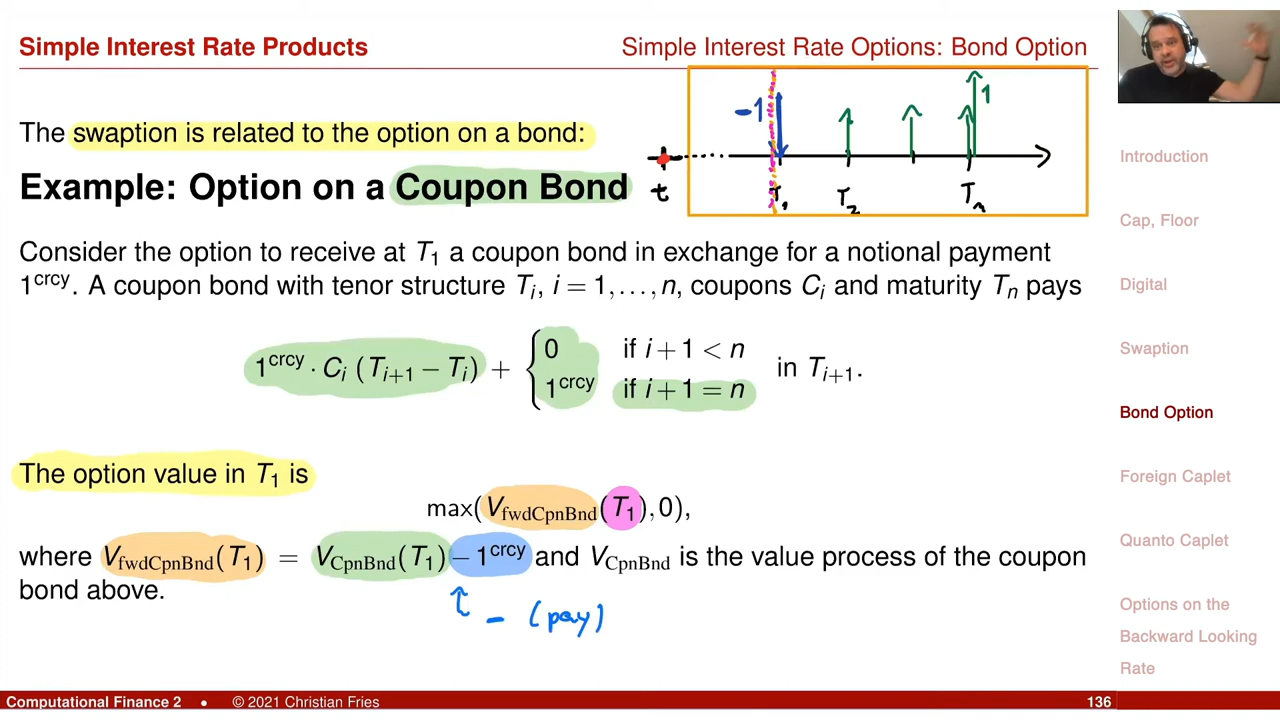 Simple Interest Rate Products
Simple Interest Rate Options: Bond Option
-1
1
t
T₁
T₂
Tₙ
The swaption is related to the option on a bond:
Example: Option on a Coupon Bond
Consider the option to receive at T₁ a coupon bond in exchange for a notional payment
1ᶜʳᶜʸ. A coupon bond with tenor structure Tᵢ, i = 1,...,n, coupons Cᵢ and maturity Tₙ pays
1ᶜʳᶜʸ · Cᵢ (Tᵢ₊₁ − Tᵢ) + { 0 if i+1 < n
1ᶜʳᶜʸ if i+1 = n in Tᵢ₊₁.
The option value in T₁ is
max(V_fwdCpnBnd(T₁),0),
where V_fwdCpnBnd(T₁) = V_CpnBnd(T₁) − 1ᶜʳᶜʸ and V_CpnBnd is the value process of the coupon
bond above.
↑ - (pay)
Introduction
Cap, Floor
Digital
Swaption
Bond Option
Foreign Caplet
Quanto Caplet
Options on the
Backward Looking
Rate
Computational Finance 2 • © 2021 Christian Fries
136